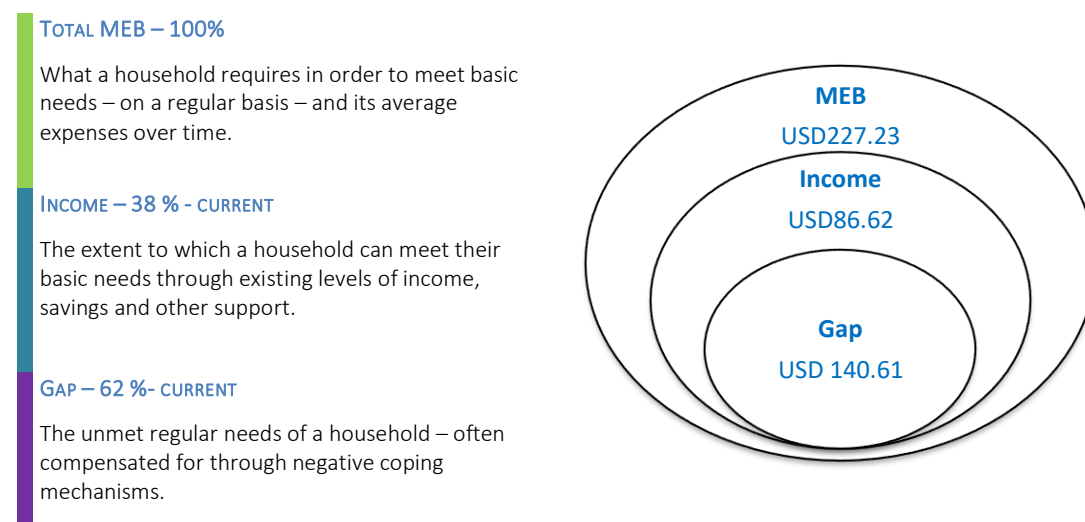 TOTAL MEB – 100%
What a household requires in order to meet basic
needs – on a regular basis – and its average
expenses over time.
INCOME – 38 % - CURRENT
The extent to which a household can meet their
basic needs through existing levels of income,
savings and other support.
GAP – 62 %- CURRENT
The unmet regular needs of a household – often
compensated for through negative coping
mechanisms.
MEB
USD227.23
Income
USD86.62
Gap
USD 140.61